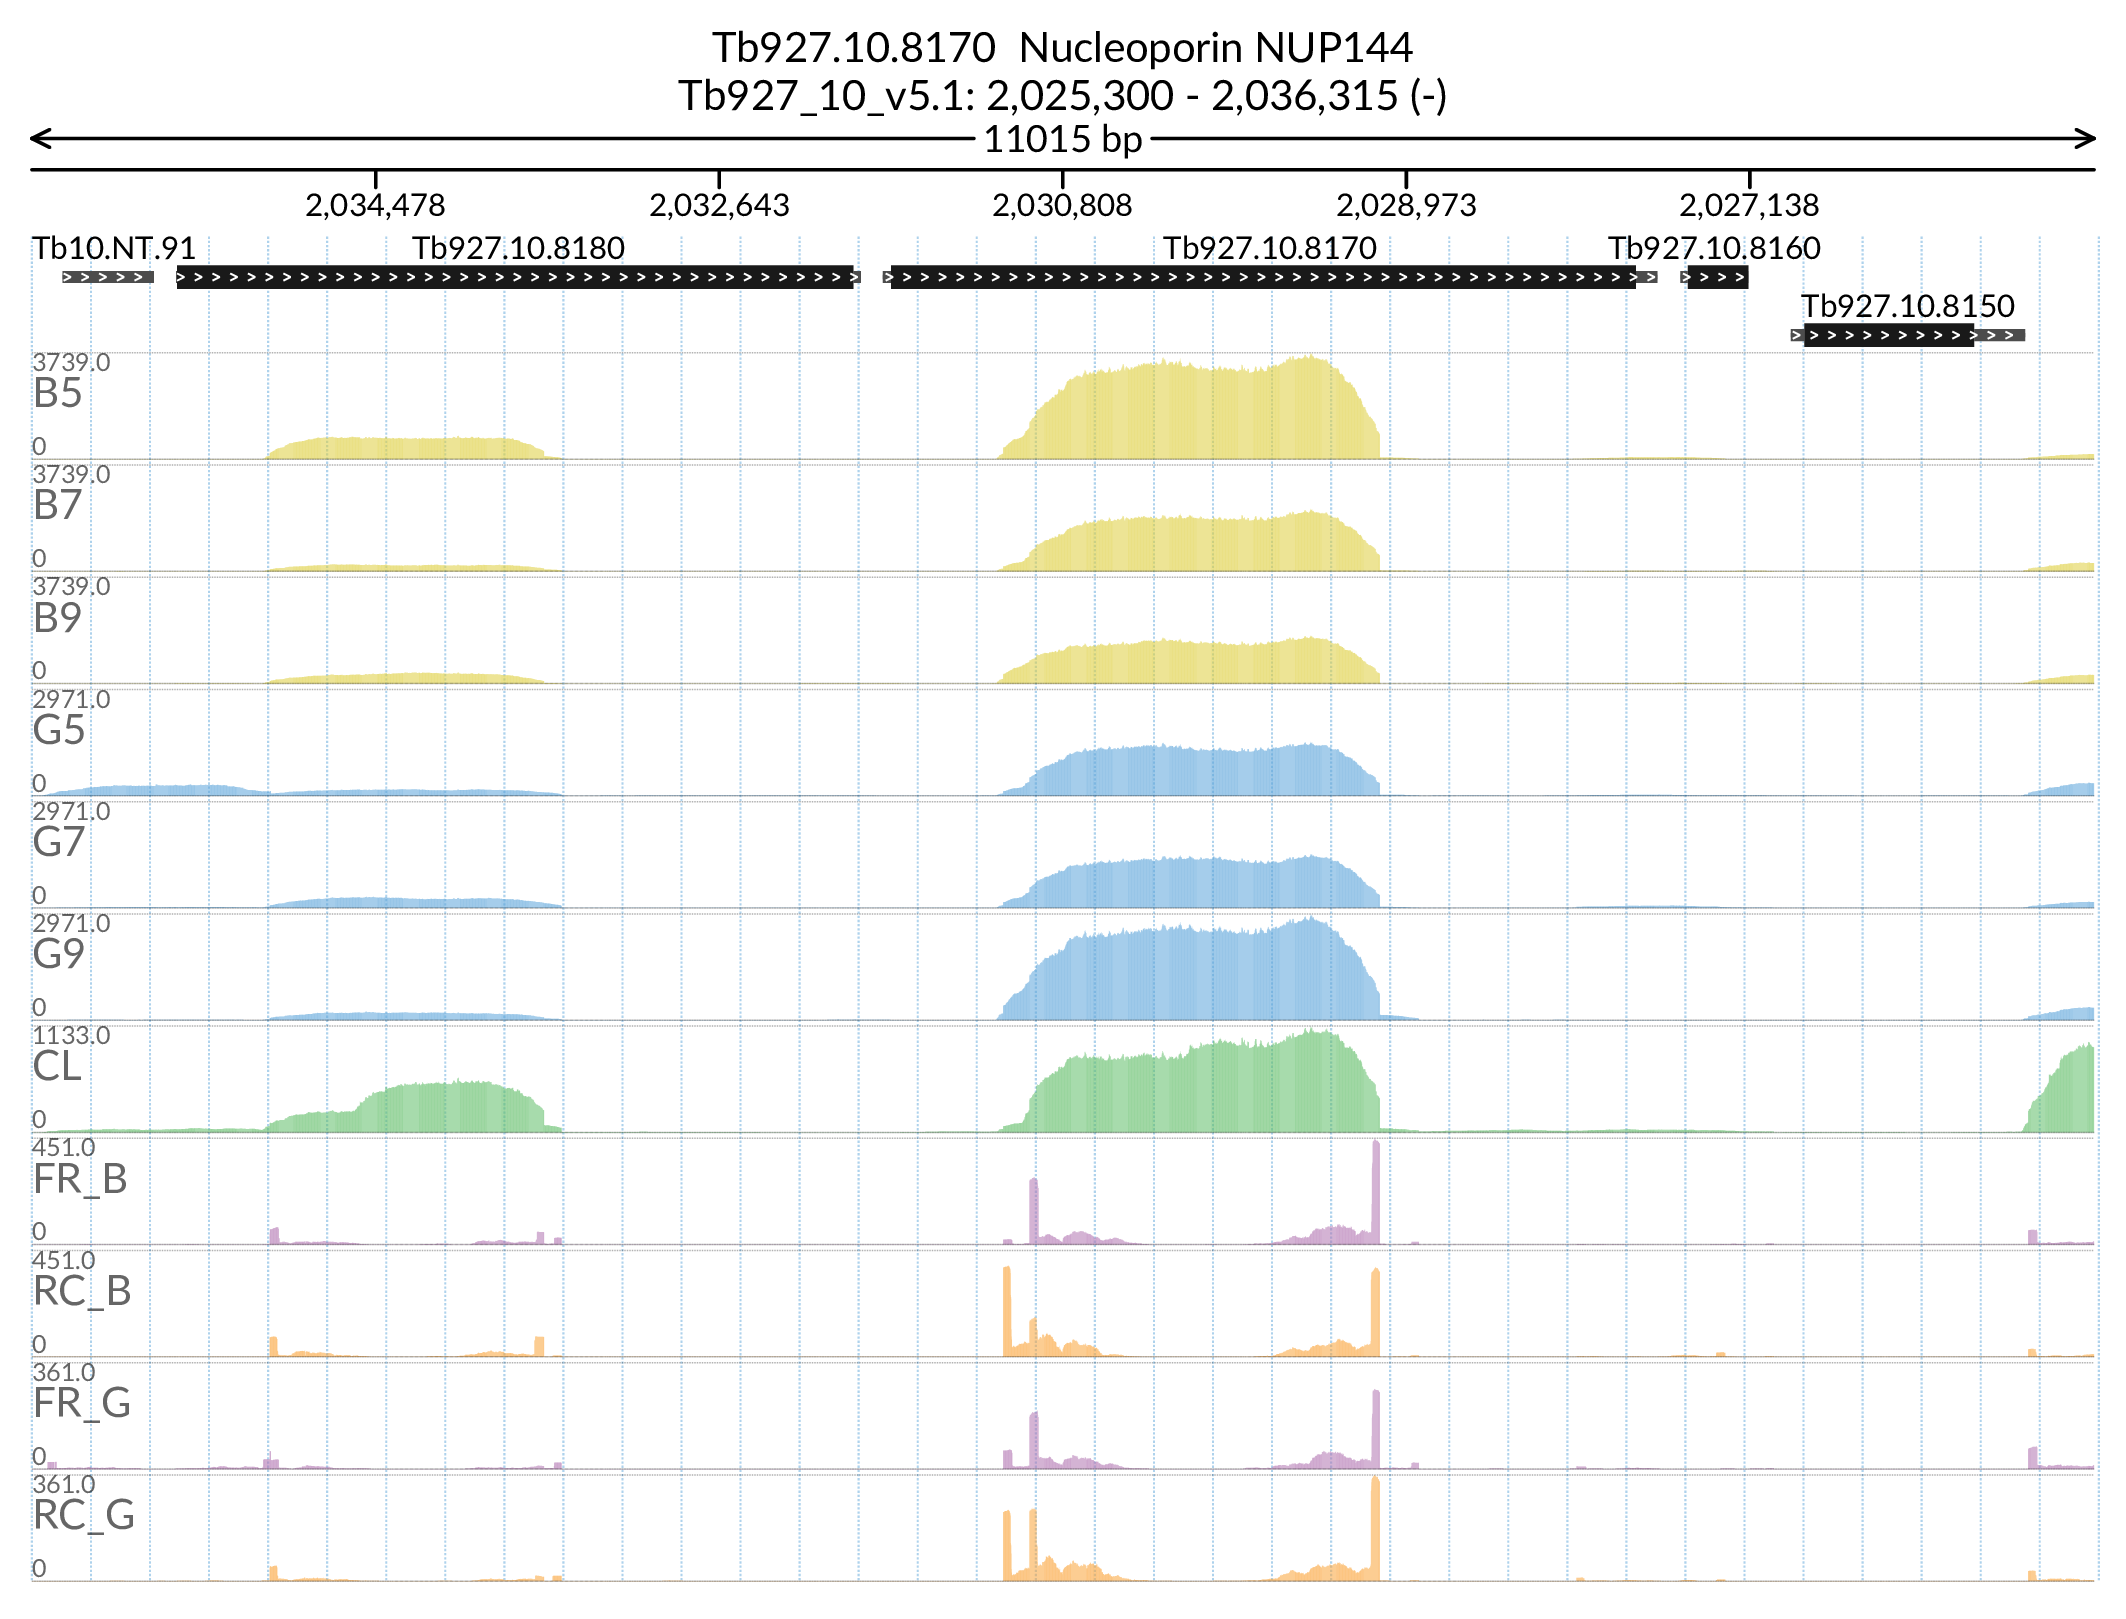 Tb927.10.8170  Nucleoporin NUP144
Tb927_10_v5.1: 2,025,300 - 2,036,315 (-)
11015 bp
2,034,478 2,032,643 2,030,808 2,028,973 2,027,138
Tb10.NT.91 Tb927.10.8180 Tb927.10.8170 Tb927.10.8160
Tb927.10.8150
3739.0
B5
0
3739.0
B7
0
3739.0
B9
0
2971.0
G5
0
2971.0
G7
0
2971.0
G9
0
1133.0
CL
0
451.0
FR_B
0
451.0
RC_B
0
361.0
FR_G
0
361.0
RC_G
0